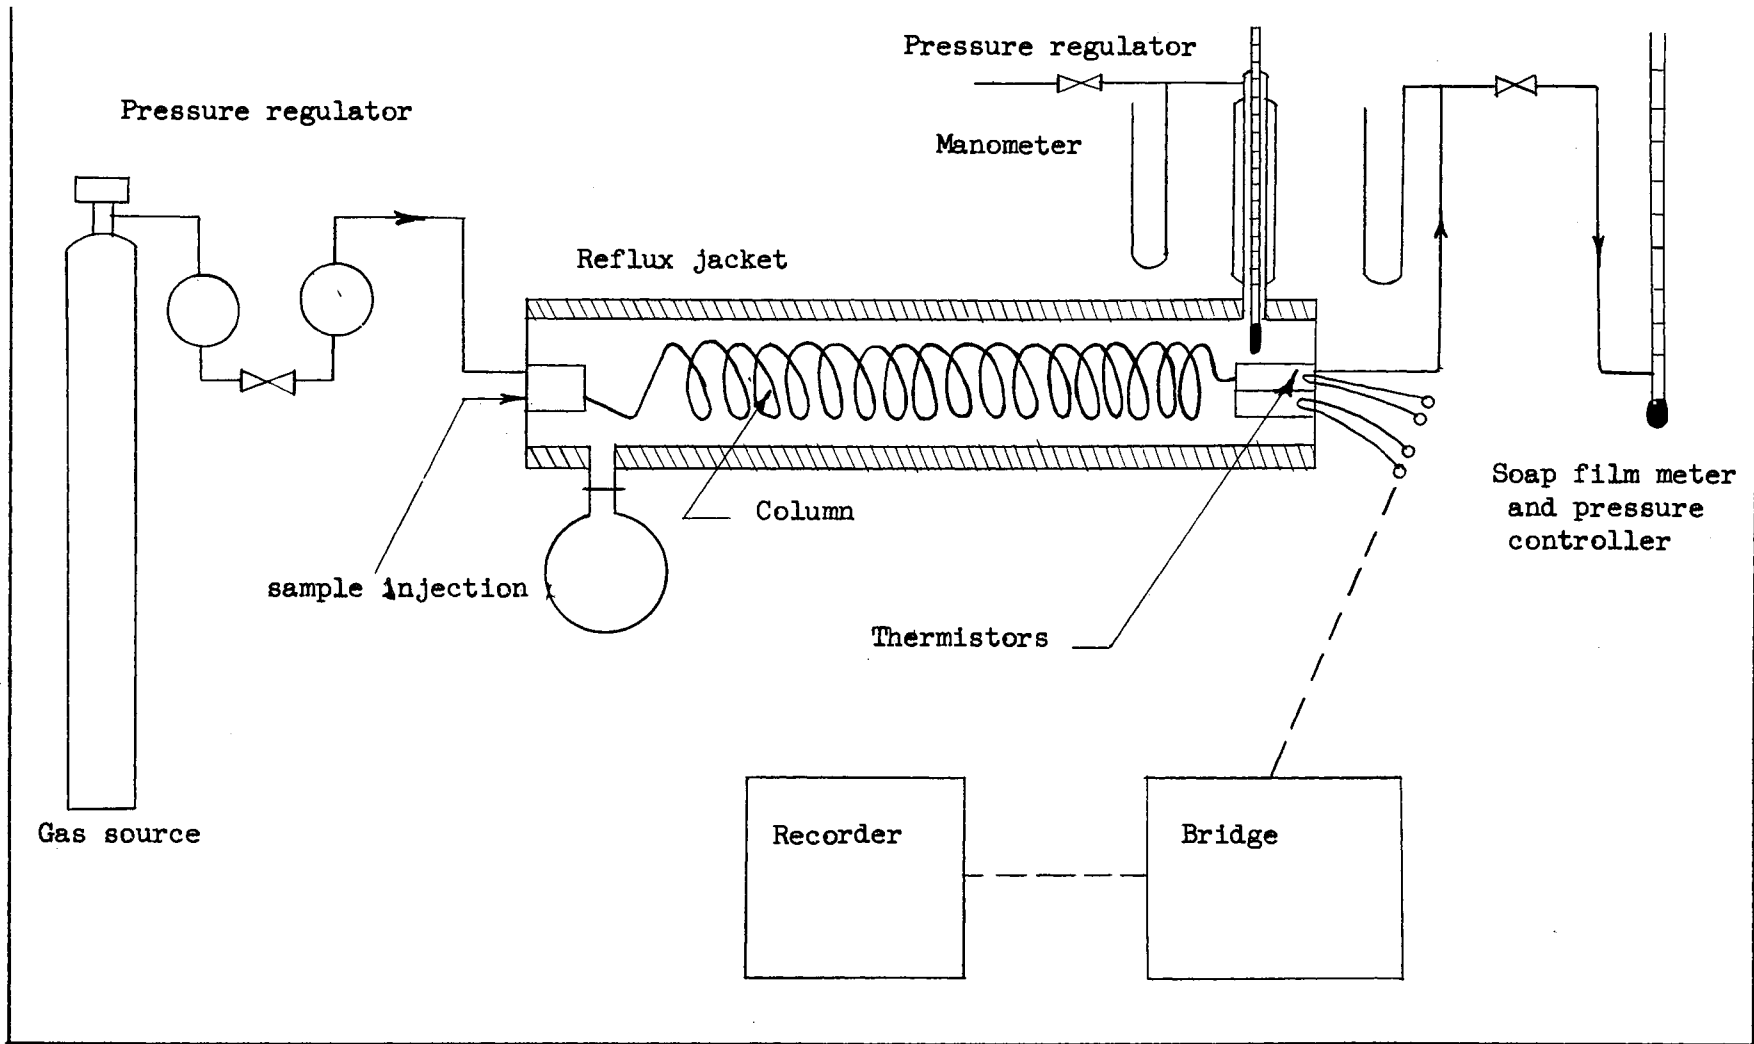 Pressure regulator
Pressure regulator
Manometer
Reflux jacket
Column
sample injection
Thermistors
Soap film meter
and pressure
controller
Gas source
Recorder
Bridge